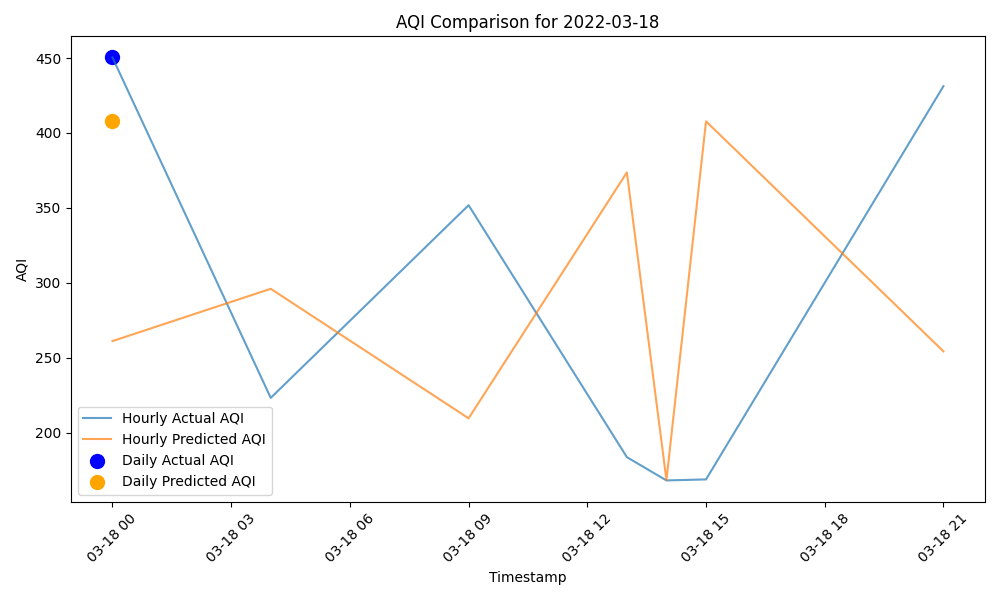 AQI Comparison for 2022-03-18
AQI
450
400
350
300
250
200
Hourly Actual AQI
Hourly Predicted AQI
Daily Actual AQI
Daily Predicted AQI
03-18 00
03-18 03
03-18 06
03-18 09
03-18 12
03-18 15
03-18 18
03-18 21
Timestamp